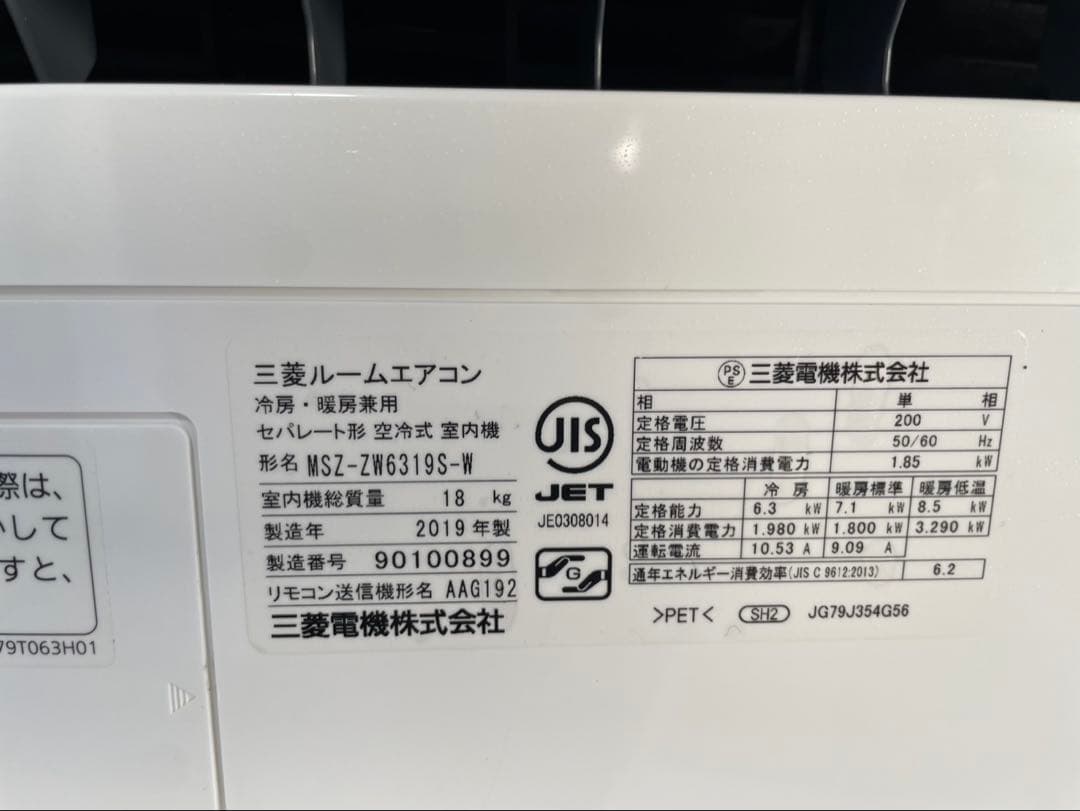 際は、
かして
すと、
79T063H01
三菱ルームエアコン
冷房・暖房兼用
セパレート形 空冷式 室内機
形名 MSZ-ZW6319S-W
室内機総質量 18 kg
製造年 2019 年製
製造番号 90100899
リモコン送信機形名 AAG192
三菱電機株式会社
JIS
JET
JE0308014
G
PSE 三菱電機株式会社
相 単 相
定格電圧 200 V
定格周波数 50/60 Hz
電動機の定格消費電力 1.85 kW
冷 房 暖房標準 暖房低温
定格能力 6.3 kW 7.1 kW 8.5 kW
定格消費電力 1.980 kW 1.800 kW 3.290 kW
運転電流 10.53 A 9.09 A
通年エネルギー消費効率(JIS C 9612:2013) 6.2
>PET< SH2 JG79J354G56